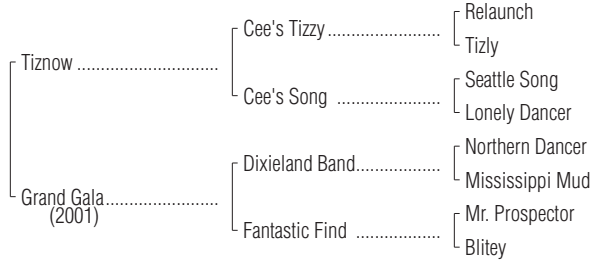 Relaunch
Cee's Tizzy ......................
Tizly
Tiznow .............................
Seattle Song
Cee's Song ....................
Lonely Dancer
Northern Dancer
Dixieland Band.................
Mississippi Mud
Grand Gala.......................
(2001)
Mr. Prospector
Fantastic Find .................
Blitey